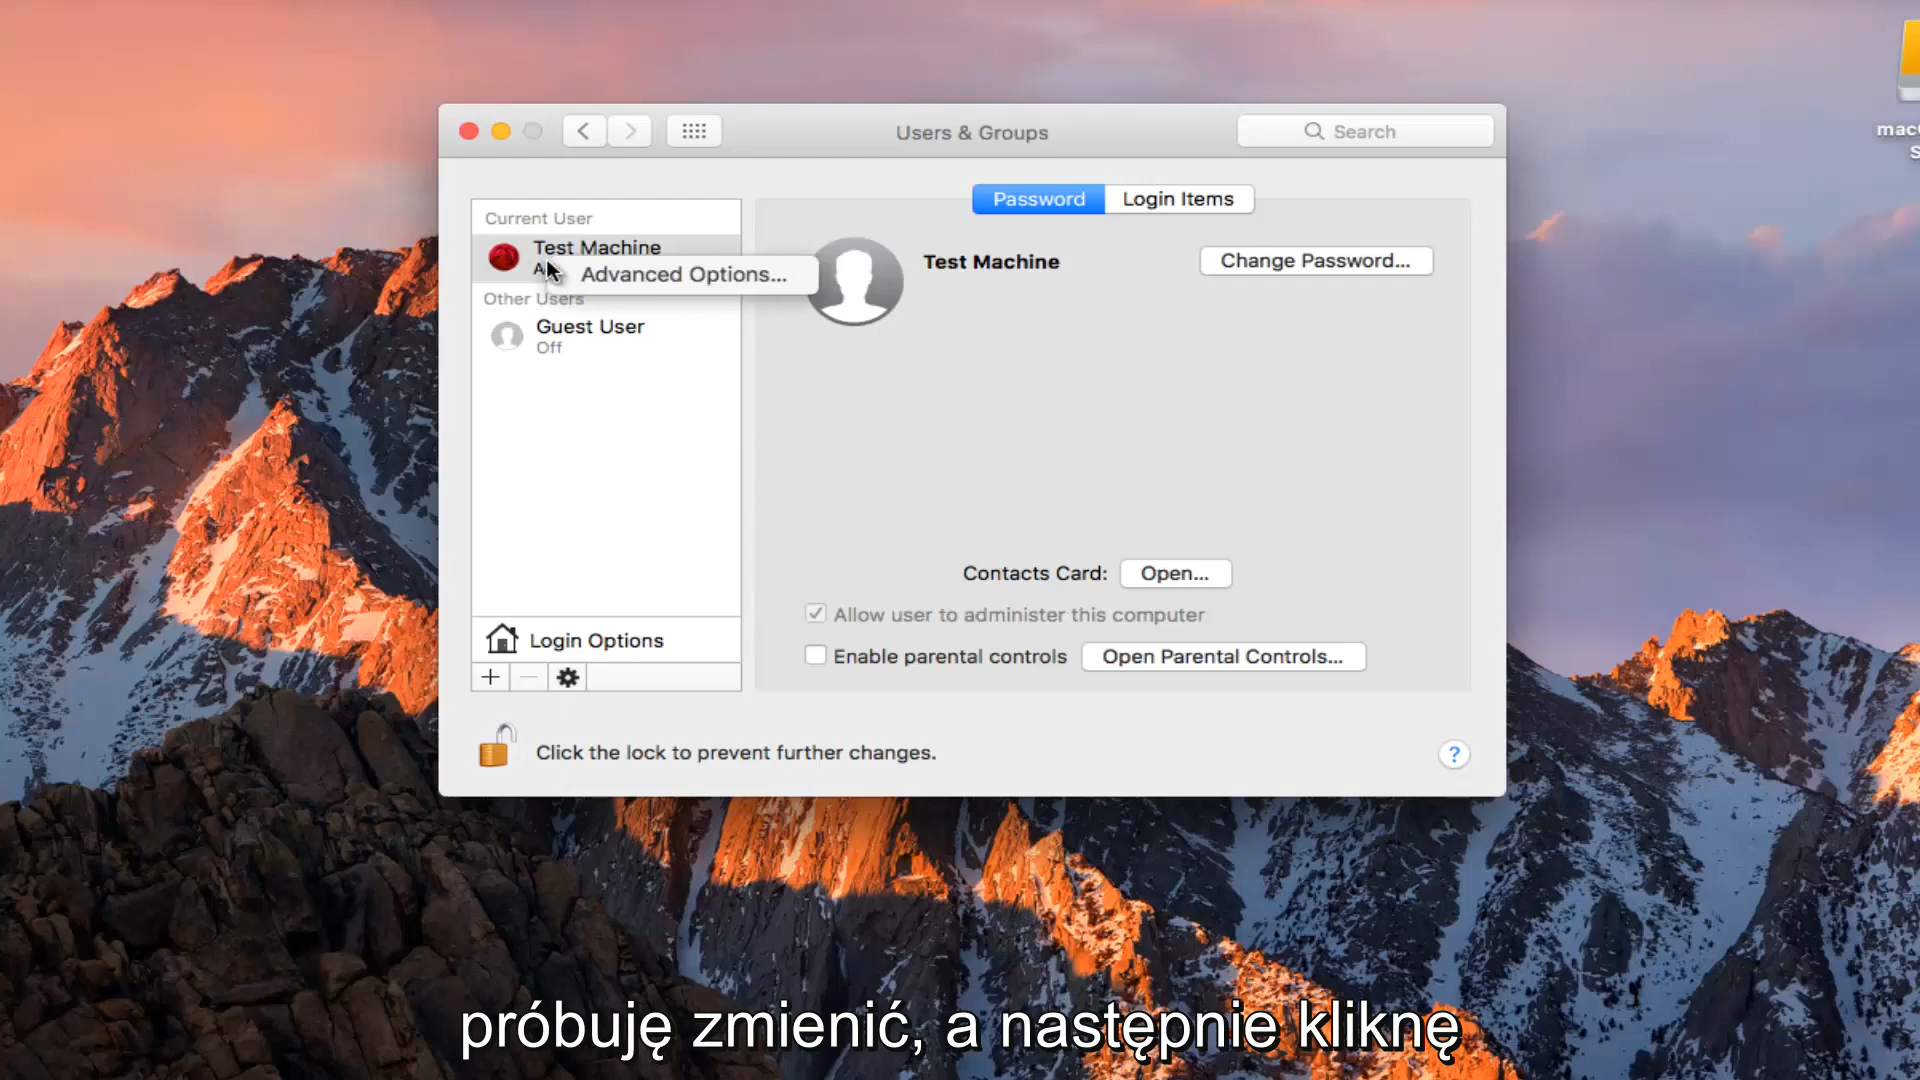 Users & Groups
Search
Password
Login Items
Current User
Test Machine
Advanced Options...
Other Users
Guest User
Off
Test Machine
Change Password...
Contacts Card:
Open...
Allow user to administer this computer
Enable parental controls
Open Parental Controls...
Login Options
Click the lock to prevent further changes.
?
próbuję zmienić, a następnie kliknę